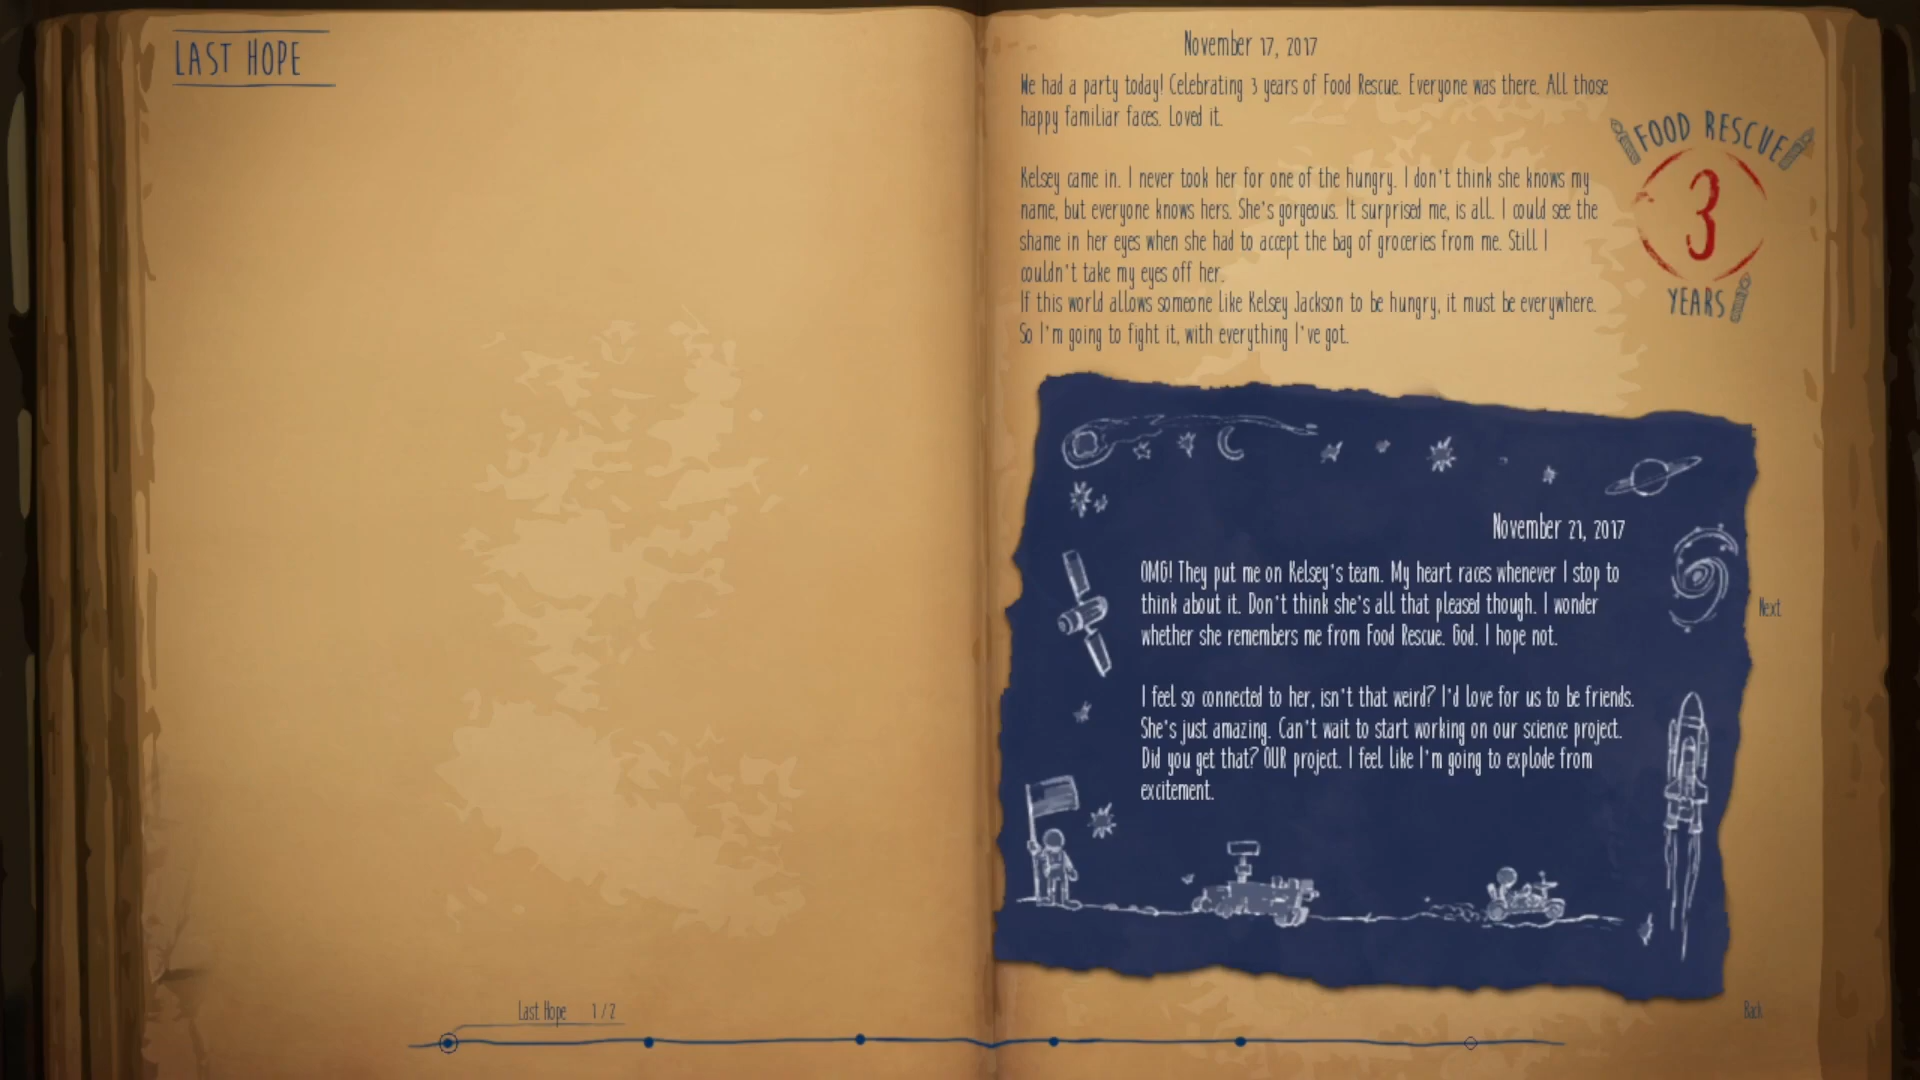 LAST HOPE
November 17, 2017
We had a party today! Celebrating 3 years of Food Rescue. Everyone was there. All those
happy familiar faces. Loved it.
Kelsey came in. I never took her for one of the hungry. I don't think she knows my
name, but everyone knows hers. She's gorgeous. It surprised me, is all. I could see the
shame in her eyes when she had to accept the bag of groceries from me. Still I
couldn't take my eyes off her.
If this world allows someone like Kelsey Jackson to be hungry, it must be everywhere.
So I'm going to fight it, with everything I've got.
FOOD RESCUE
3
YEARS
November 21, 2017
OMG! They put me on Kelsey's team. My heart races whenever I stop to
think about it. Don't think she's all that pleased though. I wonder
whether she remembers me from Food Rescue. God. I hope not.
I feel so connected to her, isn't that weird? I'd love for us to be friends.
She's just amazing. Can't wait to start working on our science project.
Did you get that? OUR project. I feel like I'm going to explode from
excitement.
Next
Last Hope 1/2
Back